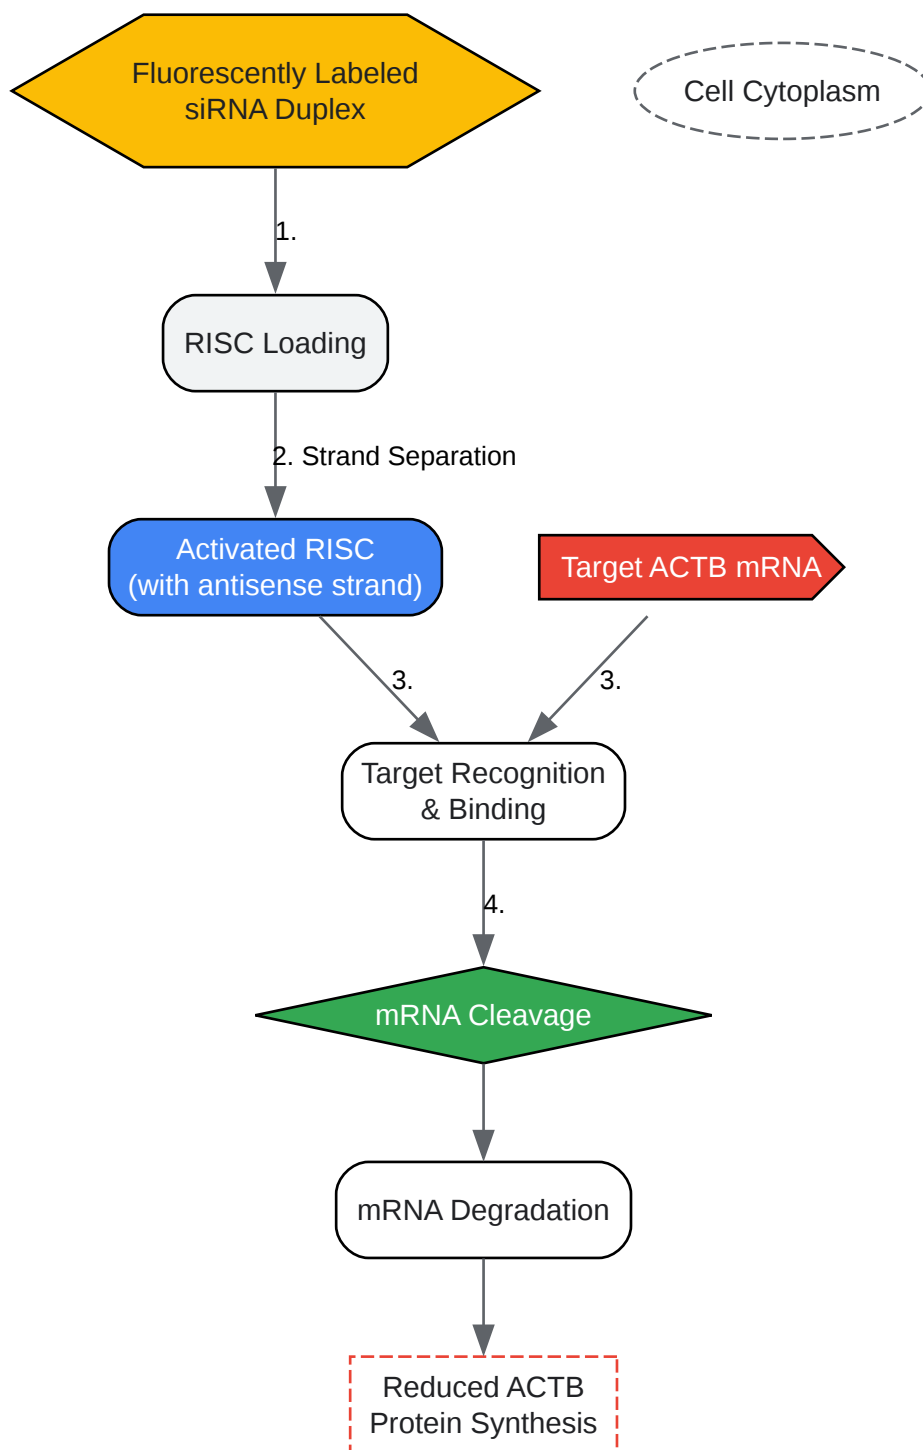 Fluorescently Labeled
siRNA Duplex
Cell Cytoplasm
1.
RISC Loading
2. Strand Separation
Activated RISC
(with antisense strand)
Target ACTB mRNA
3.
3.
Target Recognition
& Binding
4.
mRNA Cleavage
mRNA Degradation
Reduced ACTB
Protein Synthesis